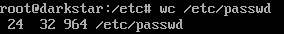 root@darkstar:/etc# wc /etc/passwd
 24  32 964 /etc/passwd